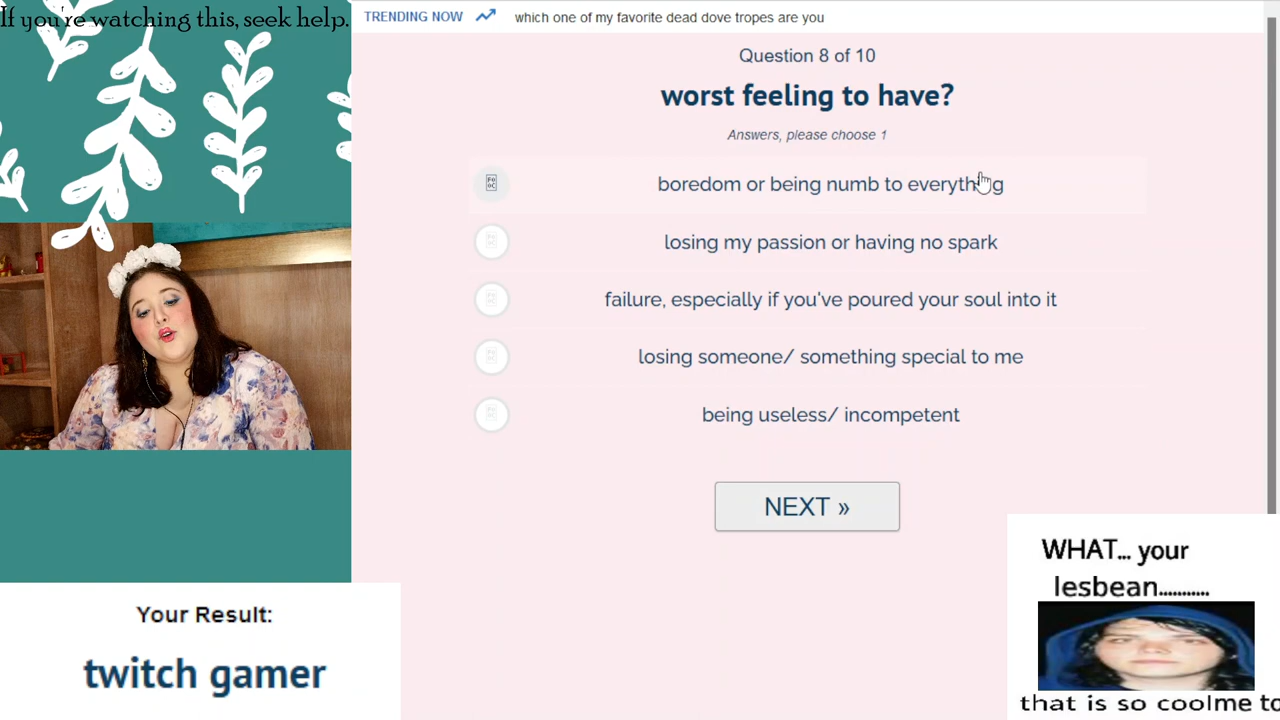 If you're watching this, seek help.
TRENDING NOW
which one of my favorite dead dove tropes are you
Question 8 of 10
worst feeling to have?
Answers, please choose 1
boredom or being numb to everything
losing my passion or having no spark
failure, especially if you've poured your soul into it
losing someone/ something special to me
being useless/ incompetent
NEXT »
Your Result:
twitch gamer
WHAT... your
lesbean...........
that is so coolme to